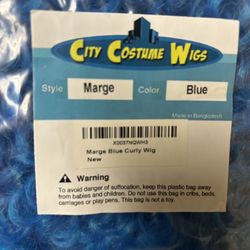 City Costume Wigs
Style Marge Color Blue
Made in Bangladesh
X0037NQWH3
Marge Blue Curly Wig
New
Warning
To avoid danger of suffocation, keep this plastic bag away
from babies and children. Do not use this bag in cribs, beds,
carriages or play pens. This bag is not a toy.